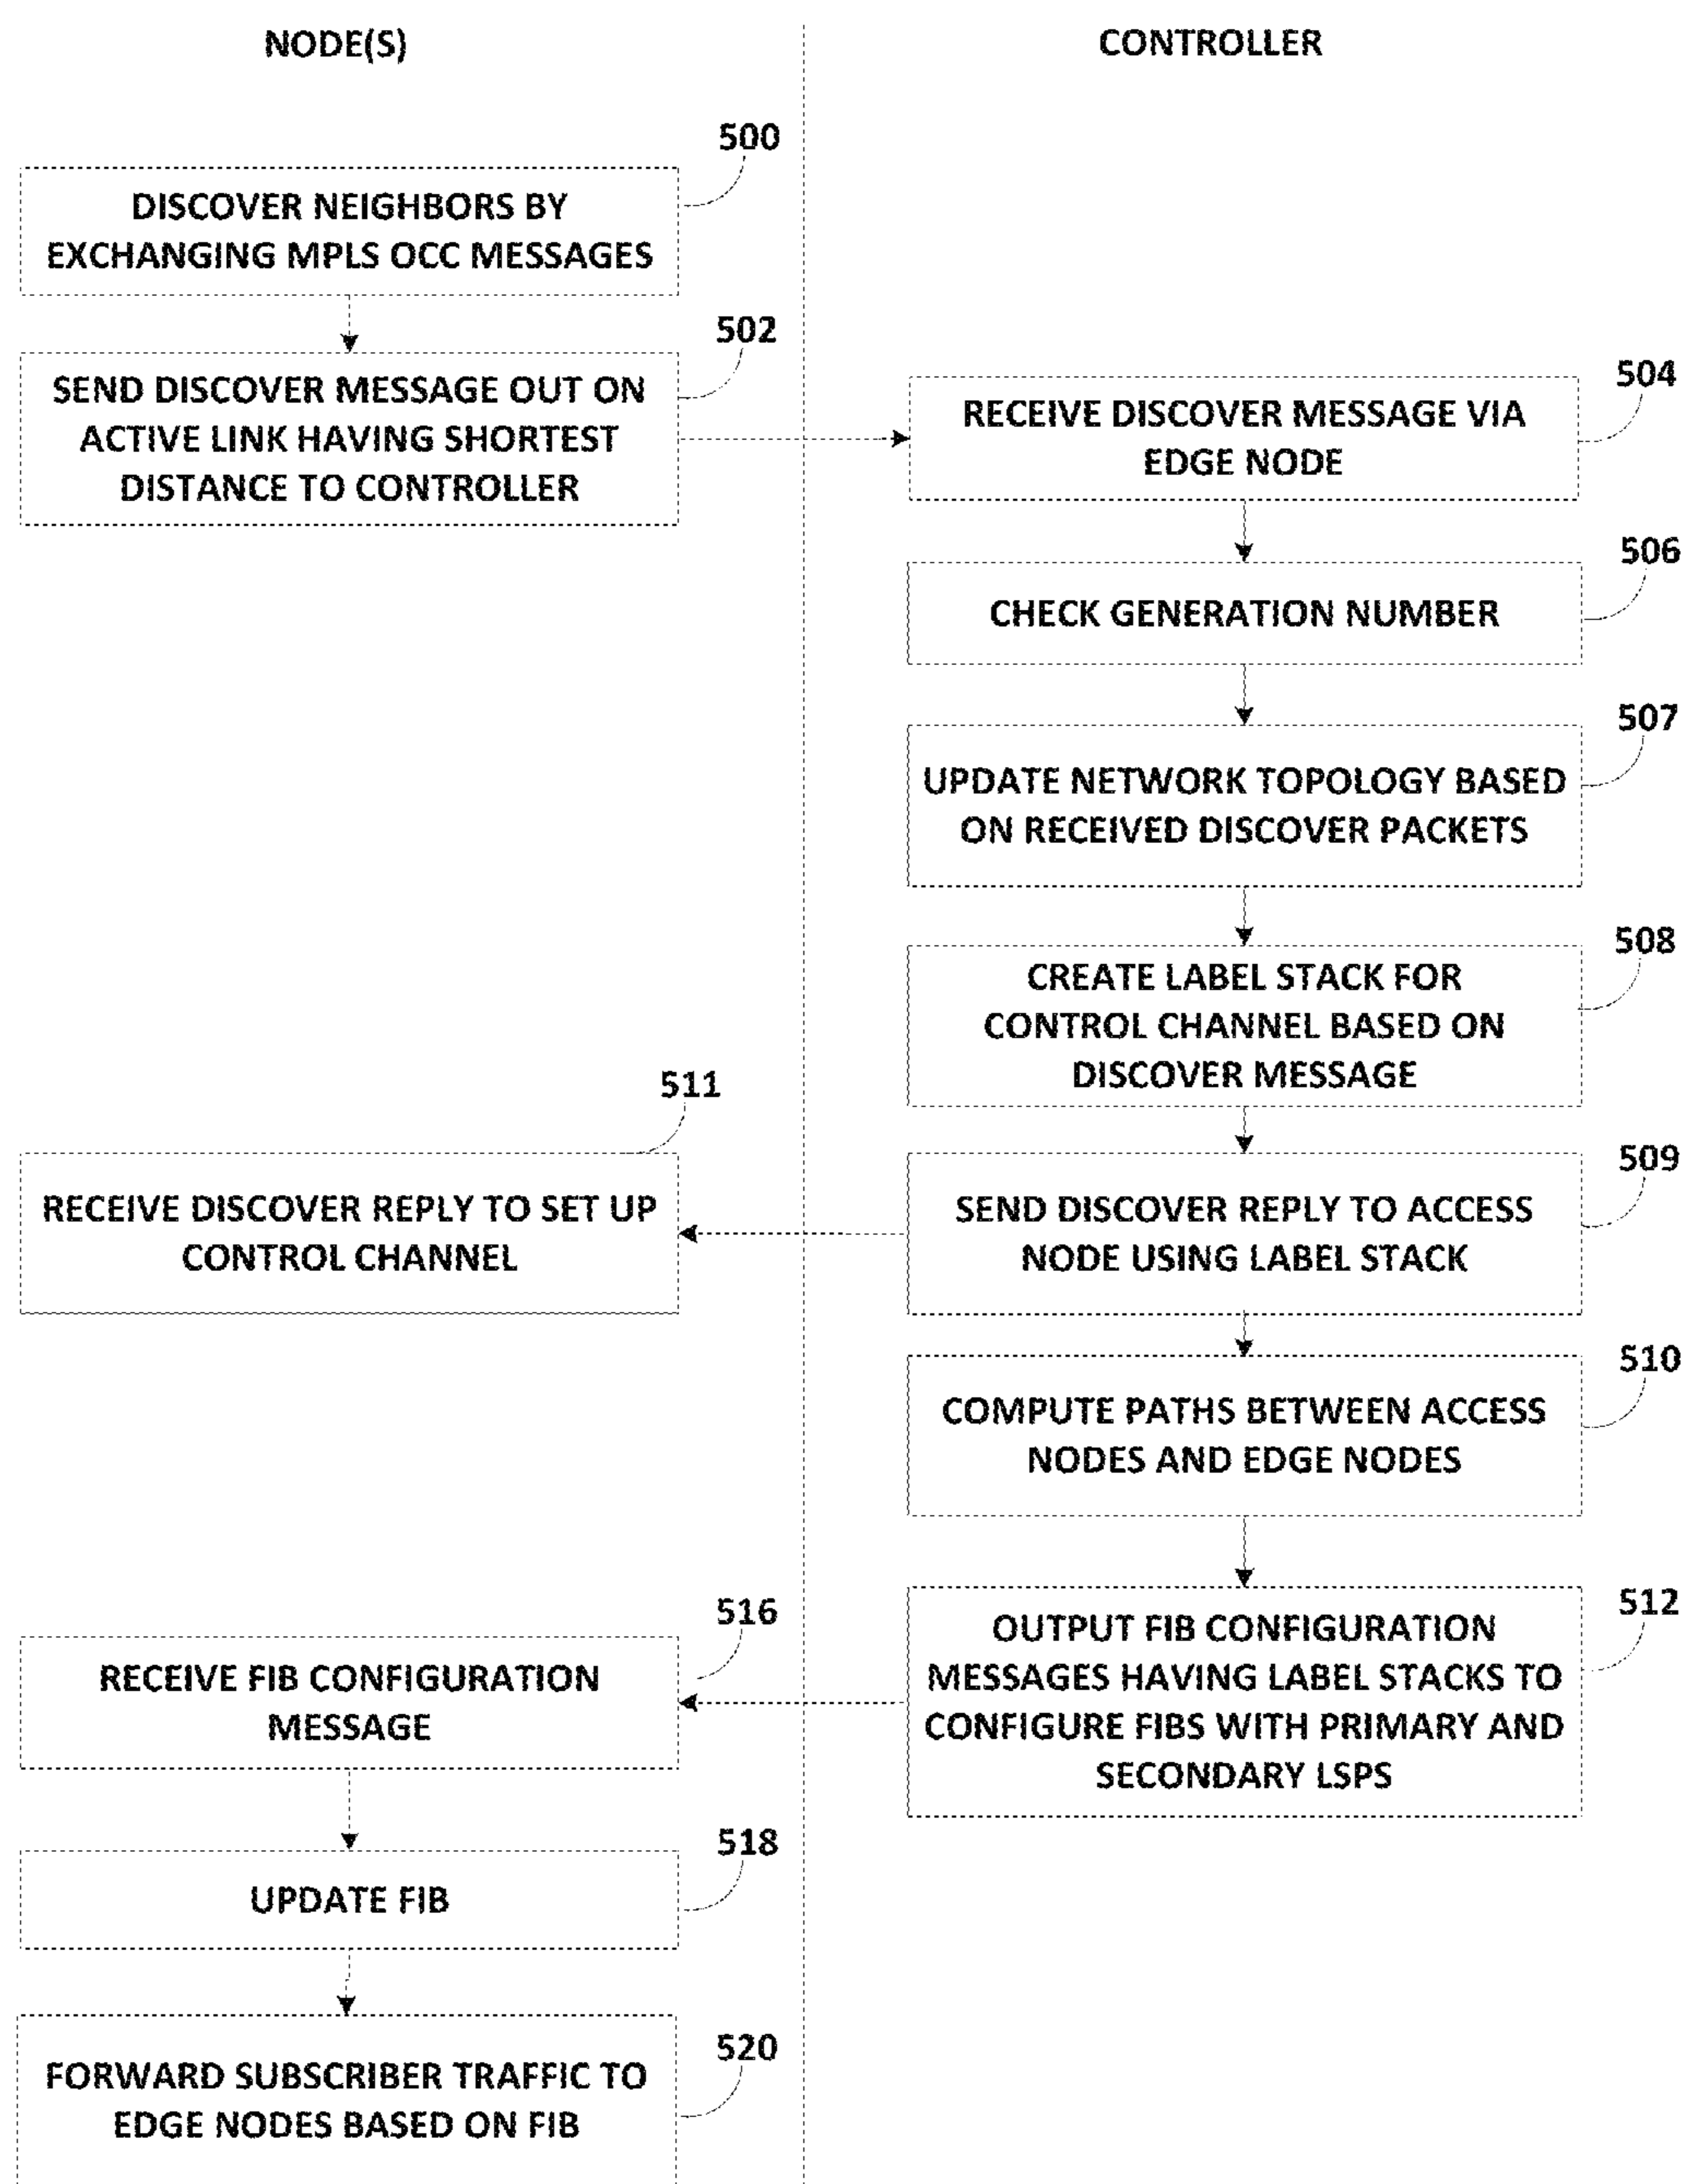 NODE(S)
CONTROLLER
500
DISCOVER NEIGHBORS BY
EXCHANGING MPLS OCC MESSAGES
502
SEND DISCOVER MESSAGE OUT ON
ACTIVE LINK HAVING SHORTEST
DISTANCE TO CONTROLLER
504
RECEIVE DISCOVER MESSAGE VIA
EDGE NODE
506
CHECK GENERATION NUMBER
507
UPDATE NETWORK TOPOLOGY BASED
ON RECEIVED DISCOVER PACKETS
508
CREATE LABEL STACK FOR
CONTROL CHANNEL BASED ON
DISCOVER MESSAGE
509
SEND DISCOVER REPLY TO ACCESS
NODE USING LABEL STACK
511
RECEIVE DISCOVER REPLY TO SET UP
CONTROL CHANNEL
510
COMPUTE PATHS BETWEEN ACCESS
NODES AND EDGE NODES
512
OUTPUT FIB CONFIGURATION
MESSAGES HAVING LABEL STACKS TO
CONFIGURE FIBS WITH PRIMARY AND
SECONDARY LSPS
516
RECEIVE FIB CONFIGURATION
MESSAGE
518
UPDATE FIB
520
FORWARD SUBSCRIBER TRAFFIC TO
EDGE NODES BASED ON FIB